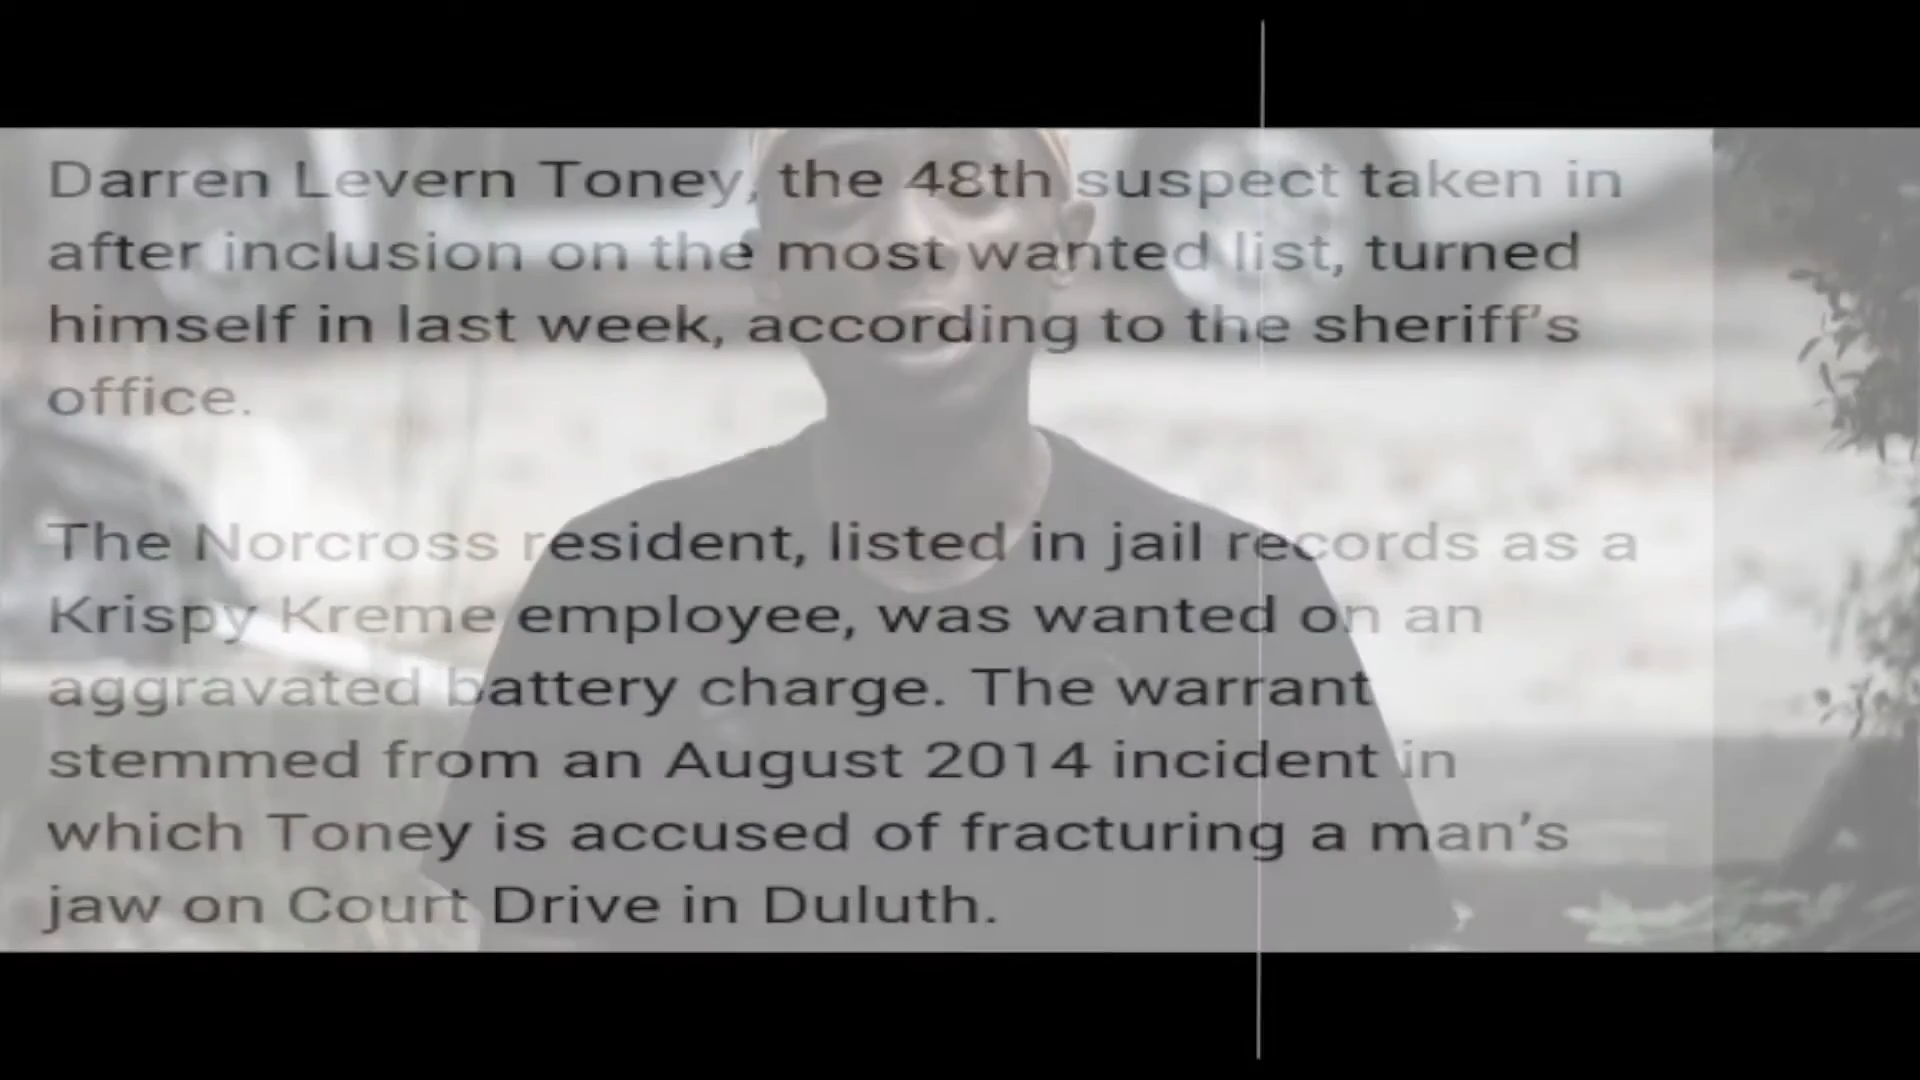 Darren Levern Toney, the 48th suspect taken in
after inclusion on the most wanted list, turned
himself in last week, according to the sheriff's
office.
The Norcross resident, listed in jail records as a
Krispy Kreme employee, was wanted on an
aggravated battery charge. The warrant
stemmed from an August 2014 incident in
which Toney is accused of fracturing a man's
jaw on Court Drive in Duluth.